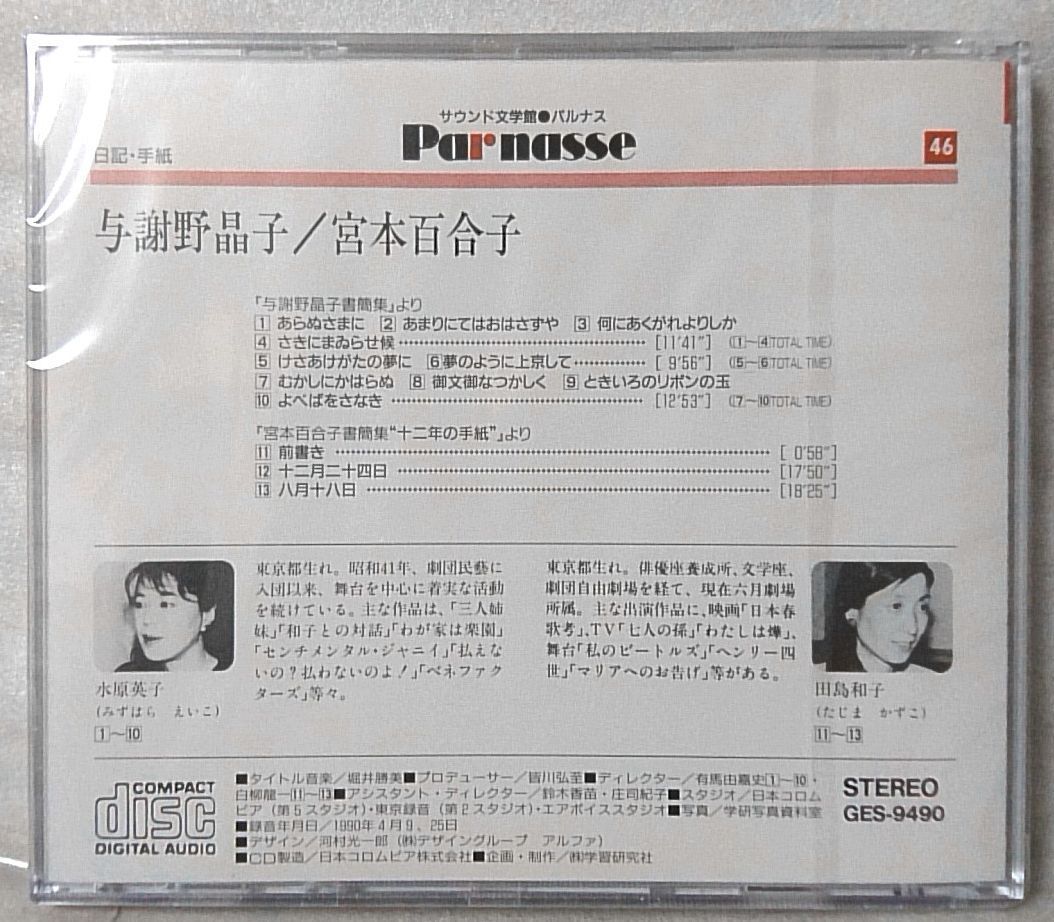 サウンド文学館●パルナス
Parnasse
日記・手紙
46
与謝野晶子／宮本百合子
「与謝野晶子書簡集」より
1 あらぬさまに 2 あまりにてはおはさずや 3 何にあくがれよりしか
4 さきにまゐらせ候 [11'41"] (1〜4TOTAL TIME)
5 けさあけがたの夢に 6 夢のように上京して [9'56"] (5〜6TOTAL TIME)
7 むかしにかはらぬ 8 御文御なつかしく 9 ときいろのリボンの玉
10 よべばをさなき [12'53"] (7〜10TOTAL TIME)
「宮本百合子書簡集“十二年の手紙”」より
11 前書き [0'58"]
12 十二月二十四日 [17'50"]
13 八月十八日 [18'25"]
東京都生れ。昭和41年、劇団民藝に
入団以来、舞台を中心に着実な活動
を続けている。主な作品は、「三人姉
妹」「和子との対話」「わが家は楽園」
「センチメンタル・ジャニイ」「払えな
いの？払わないのよ！」「ベネファク
ターズ」等々。
水原英子
(みずはら えいこ)
1〜10
東京都生れ。俳優座養成所、文学座、
劇団自由劇場を経て、現在六月劇場
所属。主な出演作品に、映画「日本春
歌考」、TV「七人の孫」「わたしは燁」、
舞台「私のビートルズ」「ヘンリー四
世」「マリアへのお告げ」等がある。
田島和子
(たじま かずこ)
11〜13
COMPACT
disc
DIGITAL AUDIO
■タイトル音楽／堀井勝美■プロデューサー／皆川弘至■ディレクター／有馬由嘉史1〜10・
白柳龍一11〜13■アシスタント・ディレクター／鈴木香苗・庄司紀子■スタジオ／日本コロム
ビア（第5スタジオ）・東京録音（第2スタジオ）・エアボイススタジオ■写真／学研写真資料室
■録音年月日／1990年4月9、25日
■デザイン／河村光一郎（㈱デザイングループ アルファ）
■CD製造／日本コロムビア株式会社■企画・制作／㈱学習研究社
STEREO
GES-9490